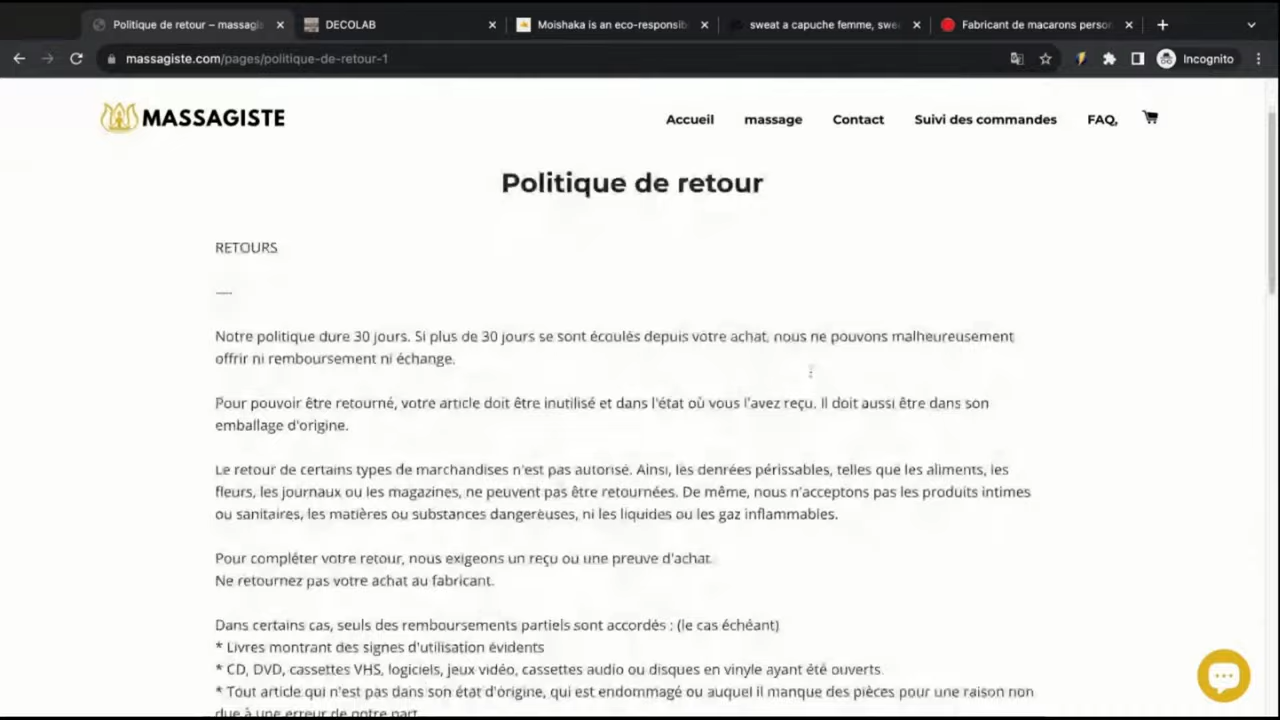 Politique de retour – massagis
DECOLAB
Moishaka is an eco-responsib
sweat a capuche femme, swe
Fabricant de macarons person
massagiste.com/pages/politique-de-retour-1
Incognito
MASSAGISTE
Accueil
massage
Contact
Suivi des commandes
FAQ,
Politique de retour
RETOURS
----
Notre politique dure 30 jours. Si plus de 30 jours se sont écoulés depuis votre achat, nous ne pouvons malheureusement
offrir ni remboursement ni échange.
Pour pouvoir être retourné, votre article doit être inutilisé et dans l'état où vous l'avez reçu. Il doit aussi être dans son
emballage d'origine.
Le retour de certains types de marchandises n'est pas autorisé. Ainsi, les denrées périssables, telles que les aliments, les
fleurs, les journaux ou les magazines, ne peuvent pas être retournées. De même, nous n'acceptons pas les produits intimes
ou sanitaires, les matières ou substances dangereuses, ni les liquides ou les gaz inflammables.
Pour compléter votre retour, nous exigeons un reçu ou une preuve d'achat.
Ne retournez pas votre achat au fabricant.
Dans certains cas, seuls des remboursements partiels sont accordés : (le cas échéant)
* Livres montrant des signes d'utilisation évidents
* CD, DVD, cassettes VHS, logiciels, jeux vidéo, cassettes audio ou disques en vinyle ayant été ouverts.
* Tout article qui n'est pas dans son état d'origine, qui est endommagé ou auquel il manque des pièces pour une raison non
due à une erreur de notre part.